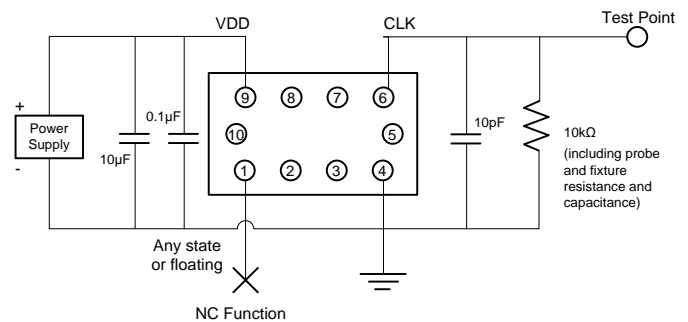 VDD
CLK
Test Point
+
Power
Supply
-
10µF
0.1µF
9
8
7
6
10
5
1
2
3
4
10pF
10kΩ
(including probe
and fixture
resistance and
capacitance)
Any state
or floating
NC Function